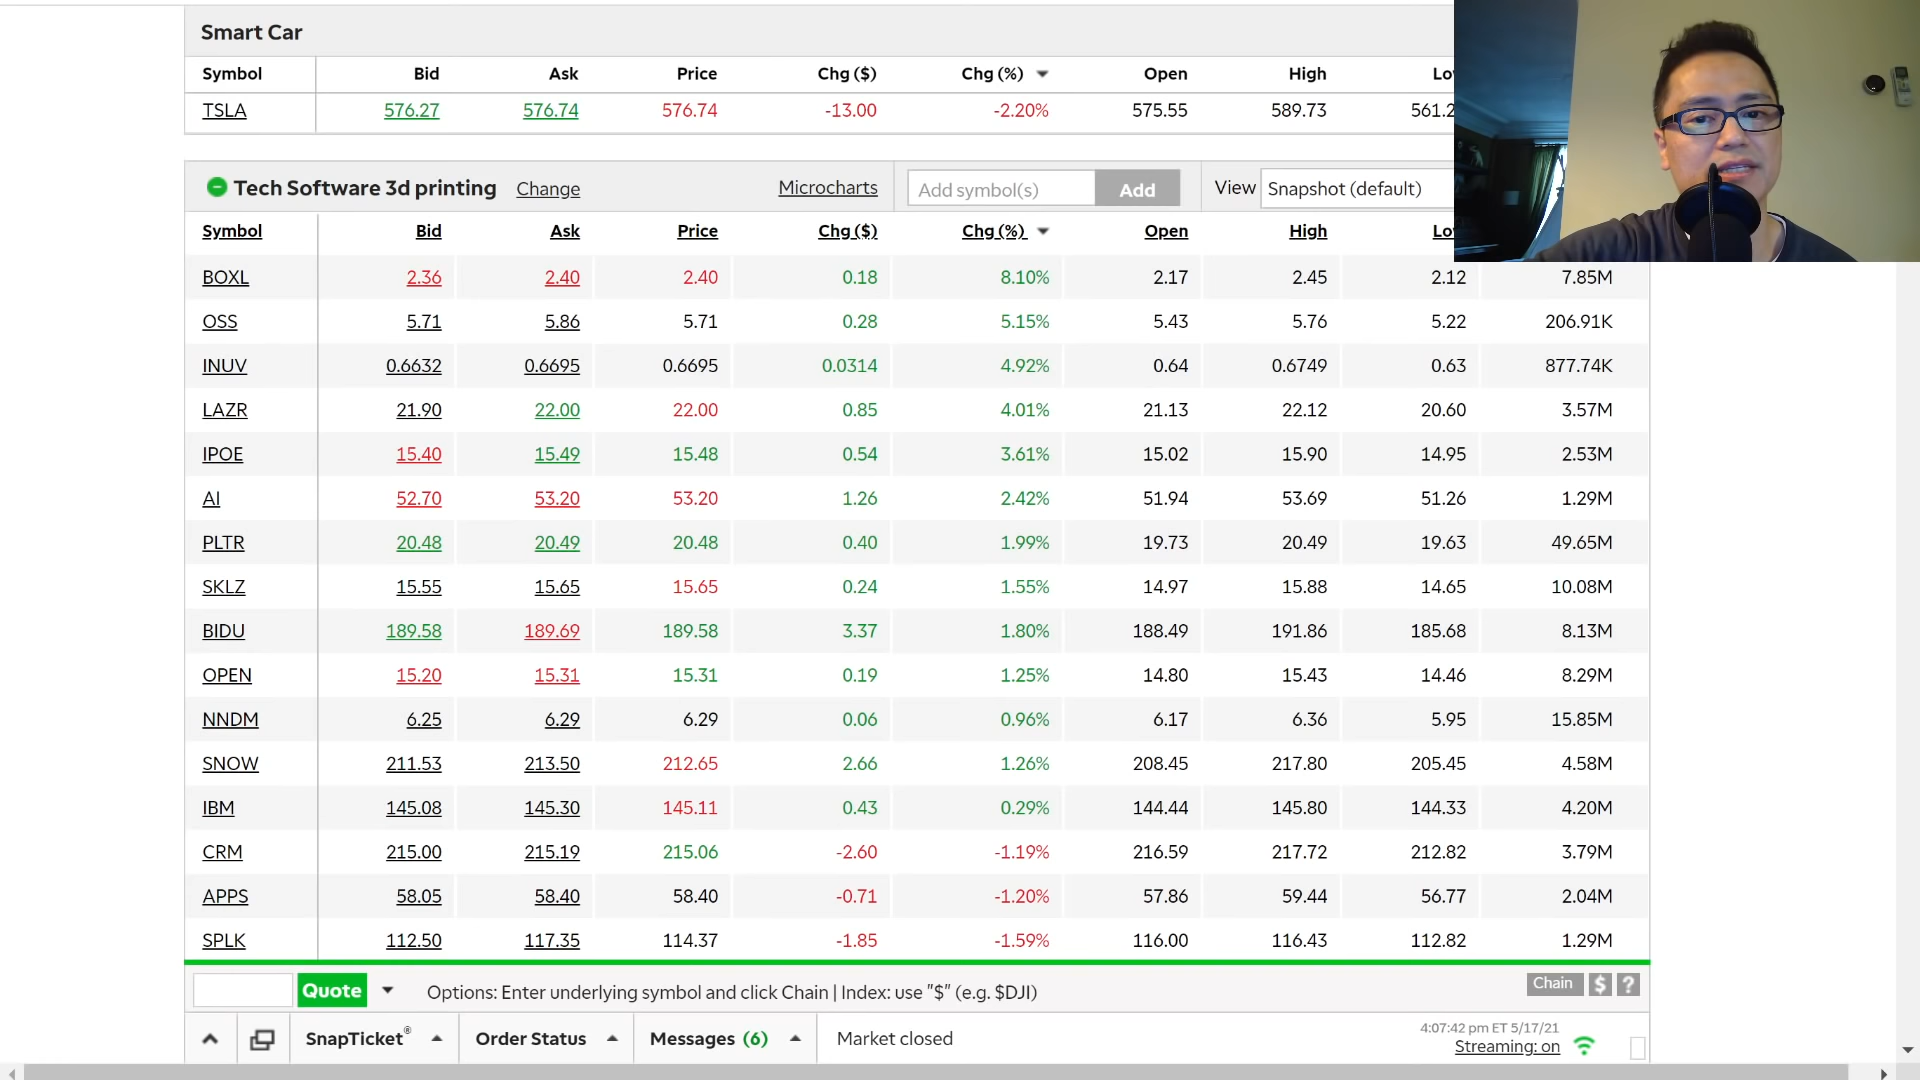 Smart Car
Symbol Bid Ask Price Chg ($) Chg (%) Open High
TSLA 576.27 576.74 576.74 -13.00 -2.20% 575.55 589.73
Tech Software 3d printing Change Microcharts Add symbol(s) Add View Snapshot (default)
Symbol Bid Ask Price Chg ($) Chg (%) Open High
BOXL 2.36 2.40 2.40 0.18 8.10% 2.17 2.45 2.12 7.85M
OSS 5.71 5.86 5.71 0.28 5.15% 5.43 5.76 5.22 206.91K
INUV 0.6632 0.6695 0.6695 0.0314 4.92% 0.64 0.6749 0.63 877.74K
LAZR 21.90 22.00 22.00 0.85 4.01% 21.13 22.12 20.60 3.57M
IPOE 15.40 15.49 15.48 0.54 3.61% 15.02 15.90 14.95 2.53M
AI 52.70 53.20 53.20 1.26 2.42% 51.94 53.69 51.26 1.29M
PLTR 20.48 20.49 20.48 0.40 1.99% 19.73 20.49 19.63 49.65M
SKLZ 15.55 15.65 15.65 0.24 1.55% 14.97 15.88 14.65 10.08M
BIDU 189.58 189.69 189.58 3.37 1.80% 188.49 191.86 185.68 8.13M
OPEN 15.20 15.31 15.31 0.19 1.25% 14.80 15.43 14.46 8.29M
NNDM 6.25 6.29 6.29 0.06 0.96% 6.17 6.36 5.95 15.85M
SNOW 211.53 213.50 212.65 2.66 1.26% 208.45 217.80 205.45 4.58M
IBM 145.08 145.30 145.11 0.43 0.29% 144.44 145.80 144.33 4.20M
CRM 215.00 215.19 215.06 -2.60 -1.19% 216.59 217.72 212.82 3.79M
APPS 58.05 58.40 58.40 -0.71 -1.20% 57.86 59.44 56.77 2.04M
SPLK 112.50 117.35 114.37 -1.85 -1.59% 116.00 116.43 112.82 1.29M
Quote Options: Enter underlying symbol and click Chain | Index: use "$" (e.g. $DJI) Chain $ ?
SnapTicket® Order Status Messages (6) Market closed 4:07:42 pm ET 5/17/21
Streaming: on